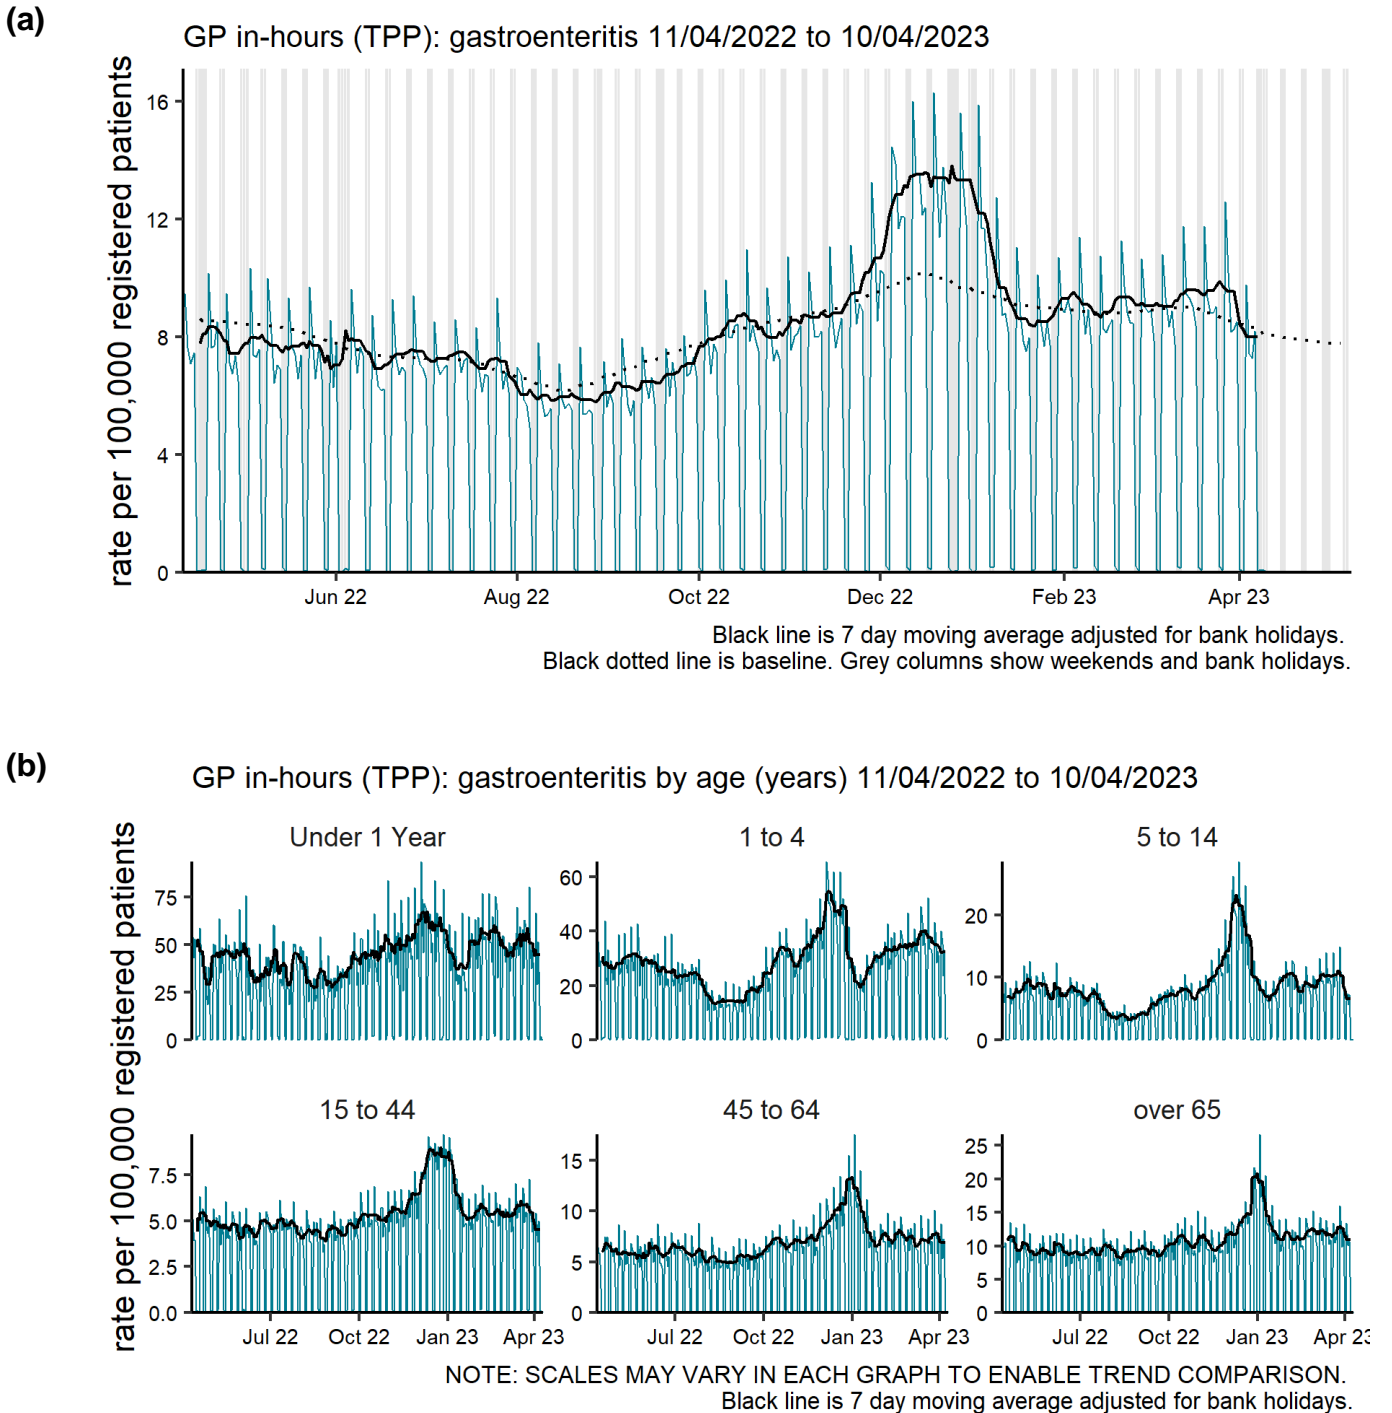 (a)
GP in-hours (TPP): gastroenteritis 11/04/2022 to 10/04/2023
rate per 100,000 registered patients
16
12
8
4
0
Jun 22 Aug 22 Oct 22 Dec 22 Feb 23 Apr 23
Black line is 7 day moving average adjusted for bank holidays.
Black dotted line is baseline. Grey columns show weekends and bank holidays.
(b)
GP in-hours (TPP): gastroenteritis by age (years) 11/04/2022 to 10/04/2023
rate per 100,000 registered patients
Under 1 Year
75
50
25
0
1 to 4
60
40
20
0
5 to 14
20
10
0
15 to 44
7.5
5.0
2.5
0.0
Jul 22 Oct 22 Jan 23 Apr 23
45 to 64
15
10
5
0
Jul 22 Oct 22 Jan 23 Apr 23
over 65
25
20
15
10
5
0
Jul 22 Oct 22 Jan 23 Apr 23
NOTE: SCALES MAY VARY IN EACH GRAPH TO ENABLE TREND COMPARISON.
Black line is 7 day moving average adjusted for bank holidays.